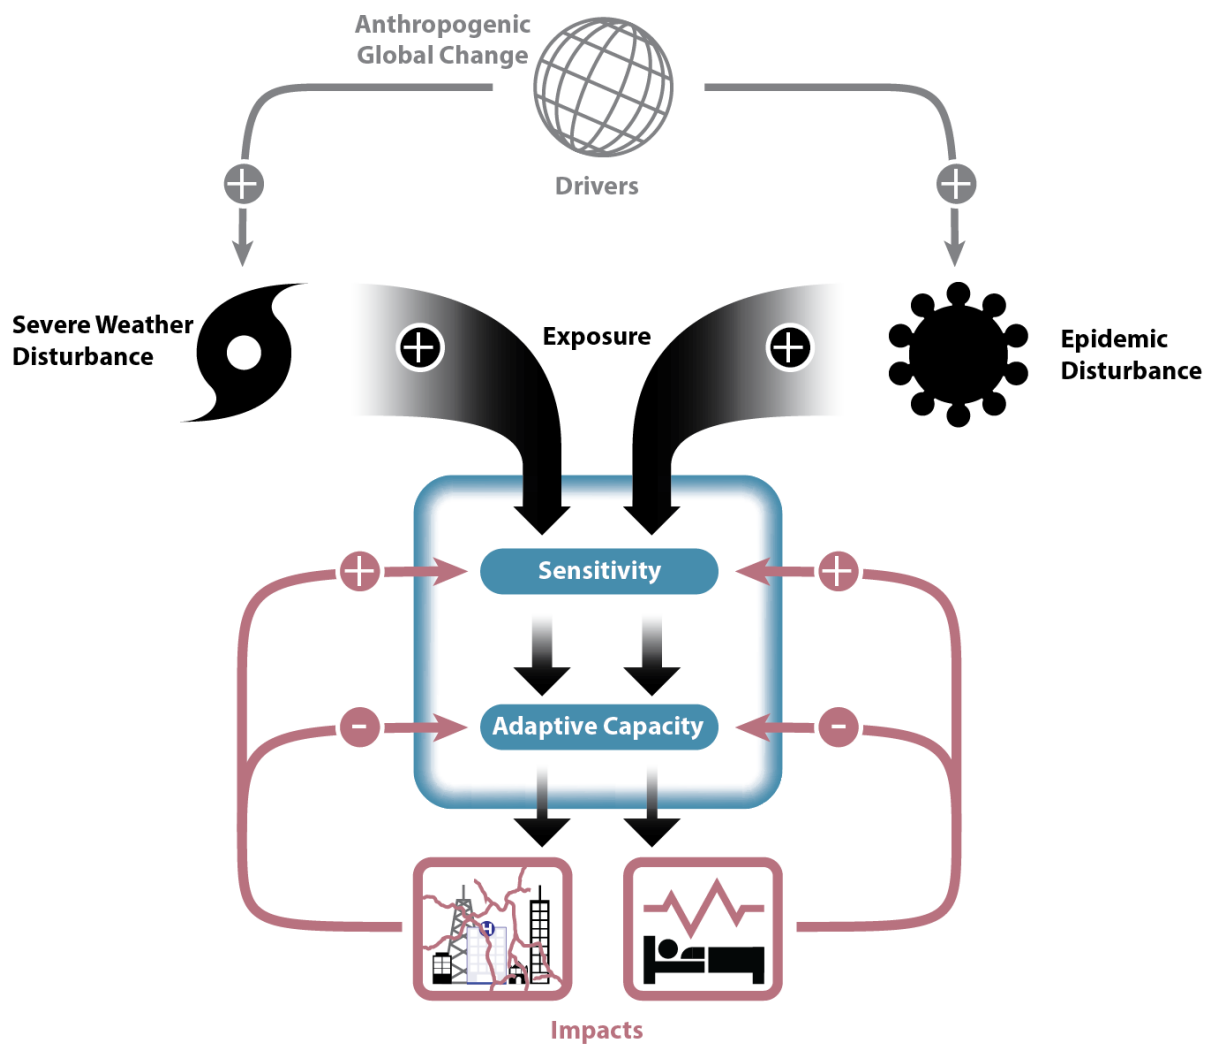 Anthropogenic
Global Change
Drivers
Severe Weather
Disturbance
Exposure
Epidemic
Disturbance
Sensitivity
Adaptive Capacity
H
Impacts